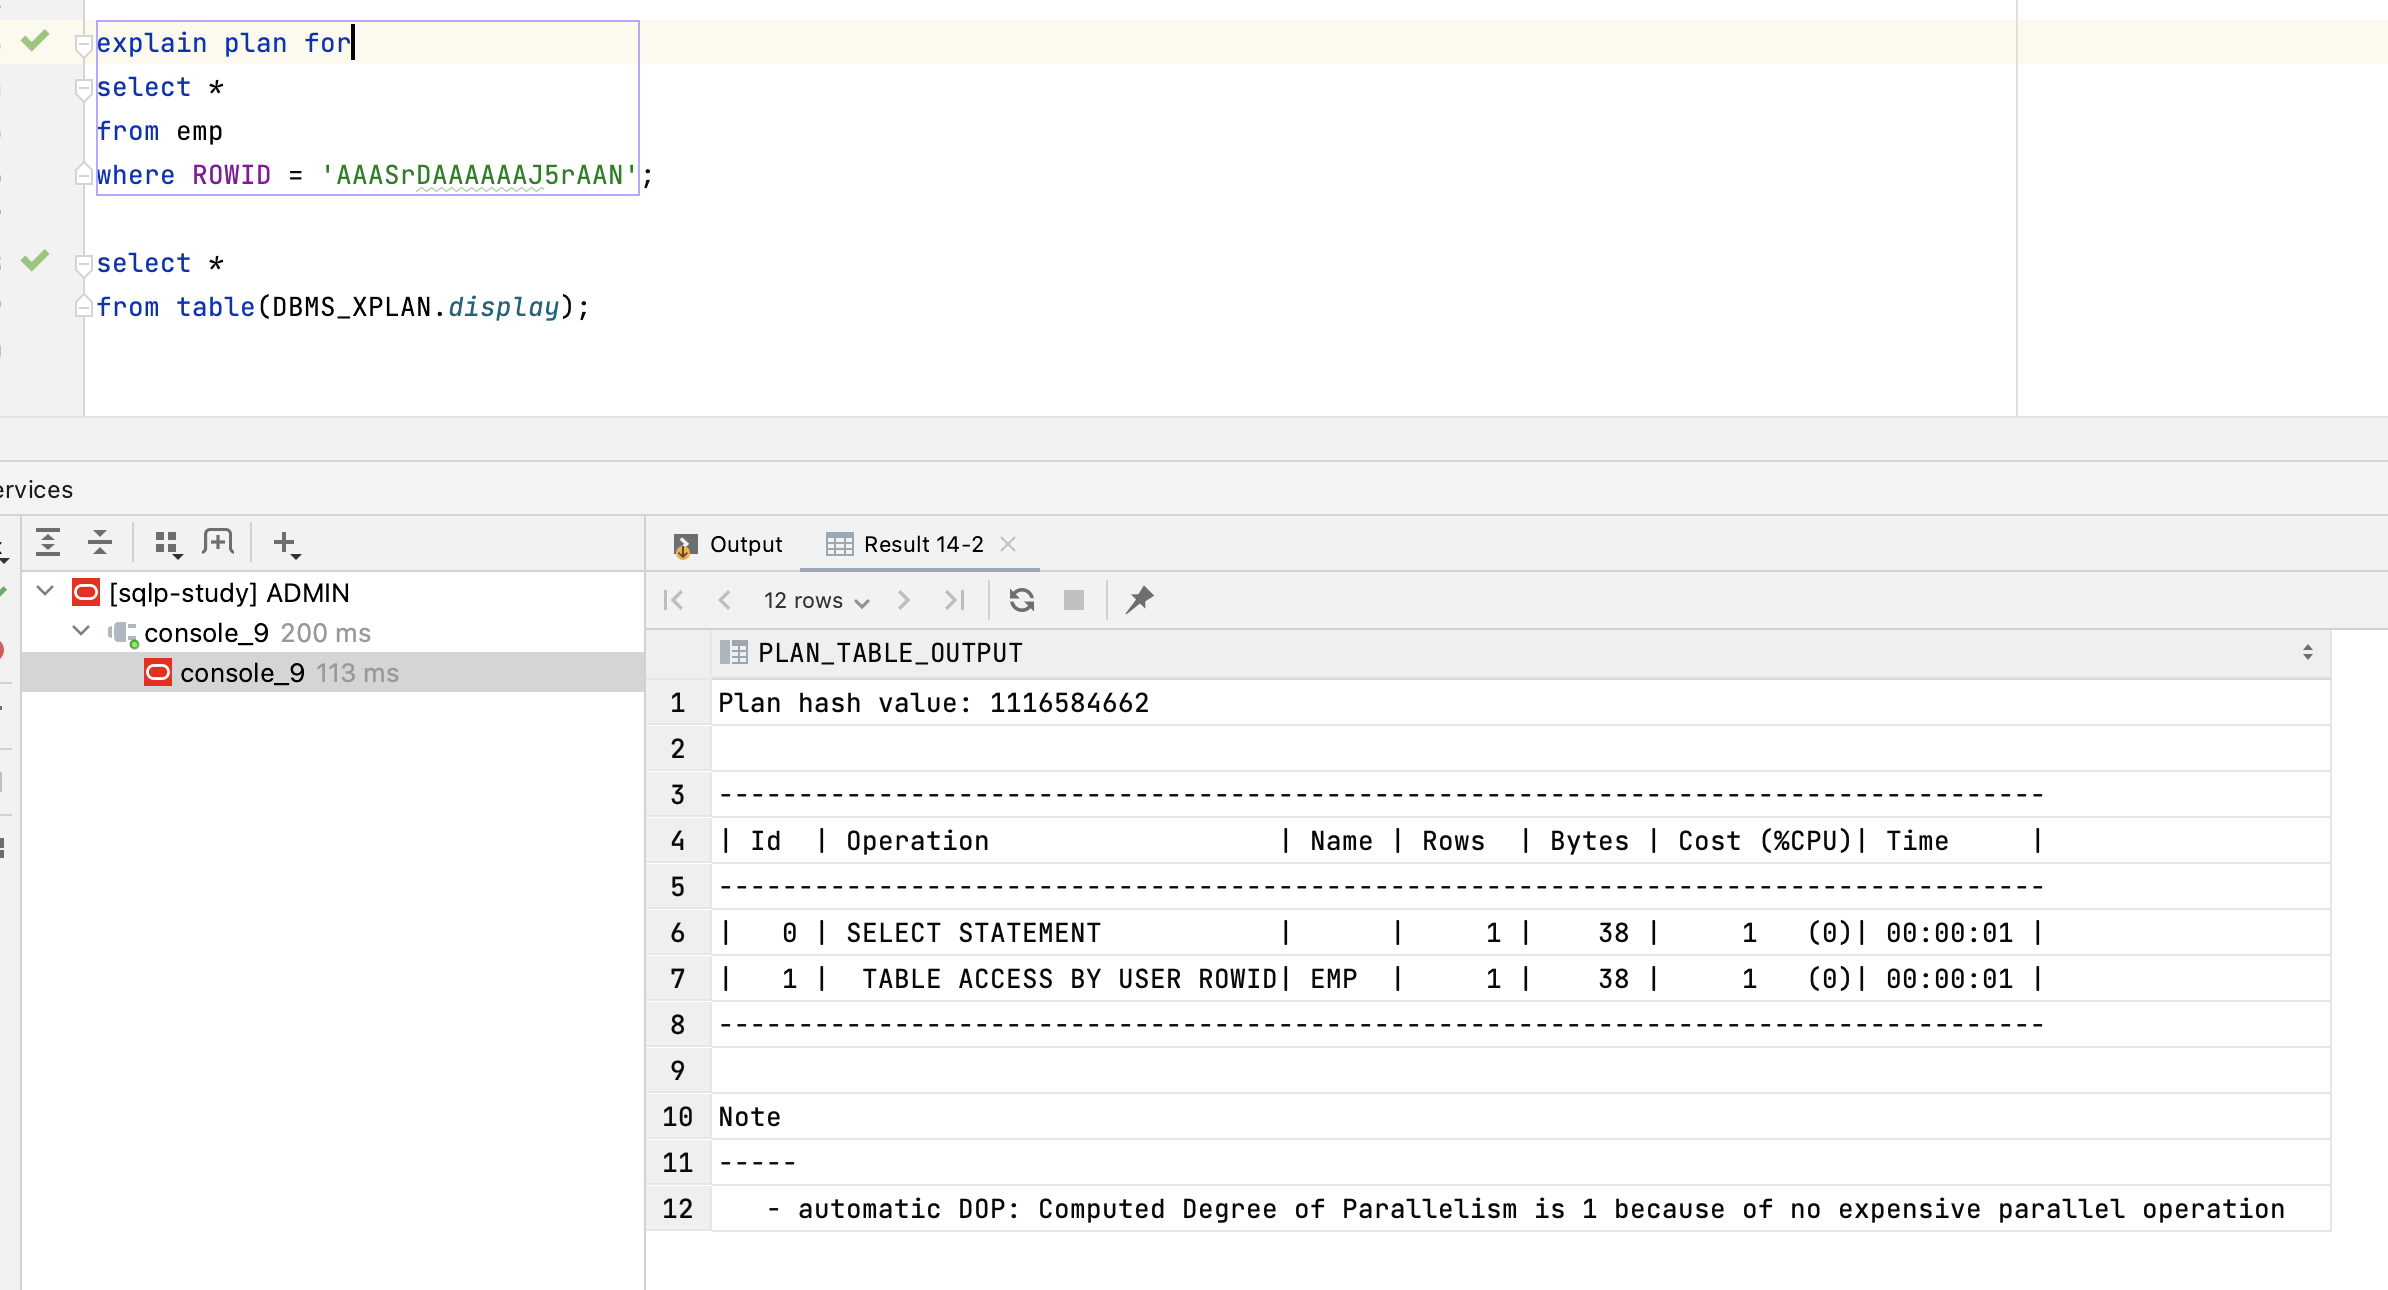 explain plan for
select *
from emp
where ROWID = 'AAASrDAAAAAAJ5rAAN';
select *
from table(DBMS_XPLAN.display);
ervices
Output
Result 14-2
[sqlp-study] ADMIN
12 rows
console_9 200 ms
console_9 113 ms
PLAN_TABLE_OUTPUT
1 Plan hash value: 1116584662
2
3 -----------------------------------------------------------------------------------
4 | Id  | Operation                  | Name | Rows  | Bytes | Cost (%CPU)| Time     |
5 -----------------------------------------------------------------------------------
6 |   0 | SELECT STATEMENT           |      |     1 |    38 |     1   (0)| 00:00:01 |
7 |   1 |  TABLE ACCESS BY USER ROWID| EMP  |     1 |    38 |     1   (0)| 00:00:01 |
8 -----------------------------------------------------------------------------------
9
10 Note
11 -----
12    - automatic DOP: Computed Degree of Parallelism is 1 because of no expensive parallel operation